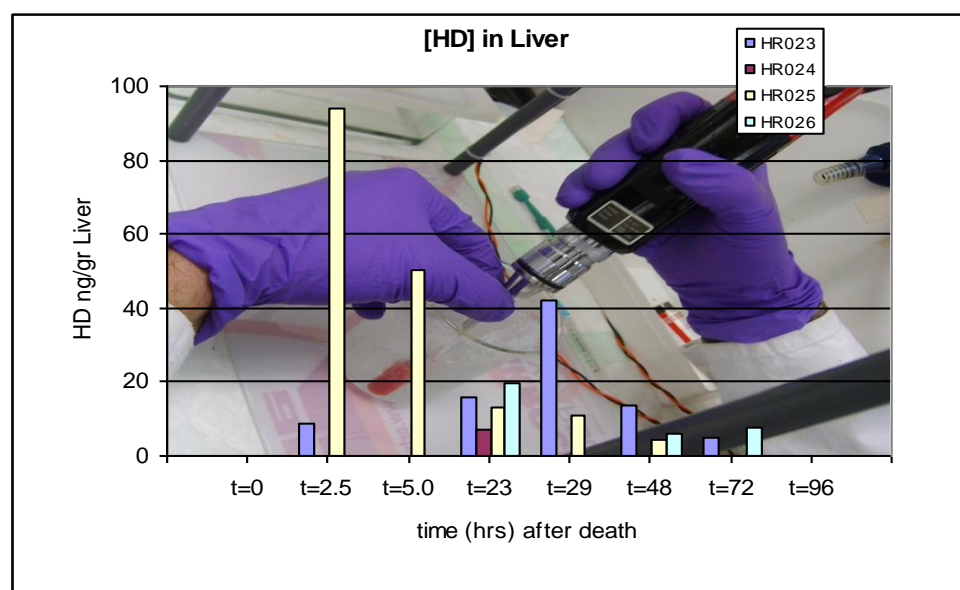 [HD] in Liver
HR023
HR024
HR025
HR026
HD ng/gr Liver
100
80
60
40
20
0
t=0 t=2.5 t=5.0 t=23 t=29 t=48 t=72 t=96
time (hrs) after death